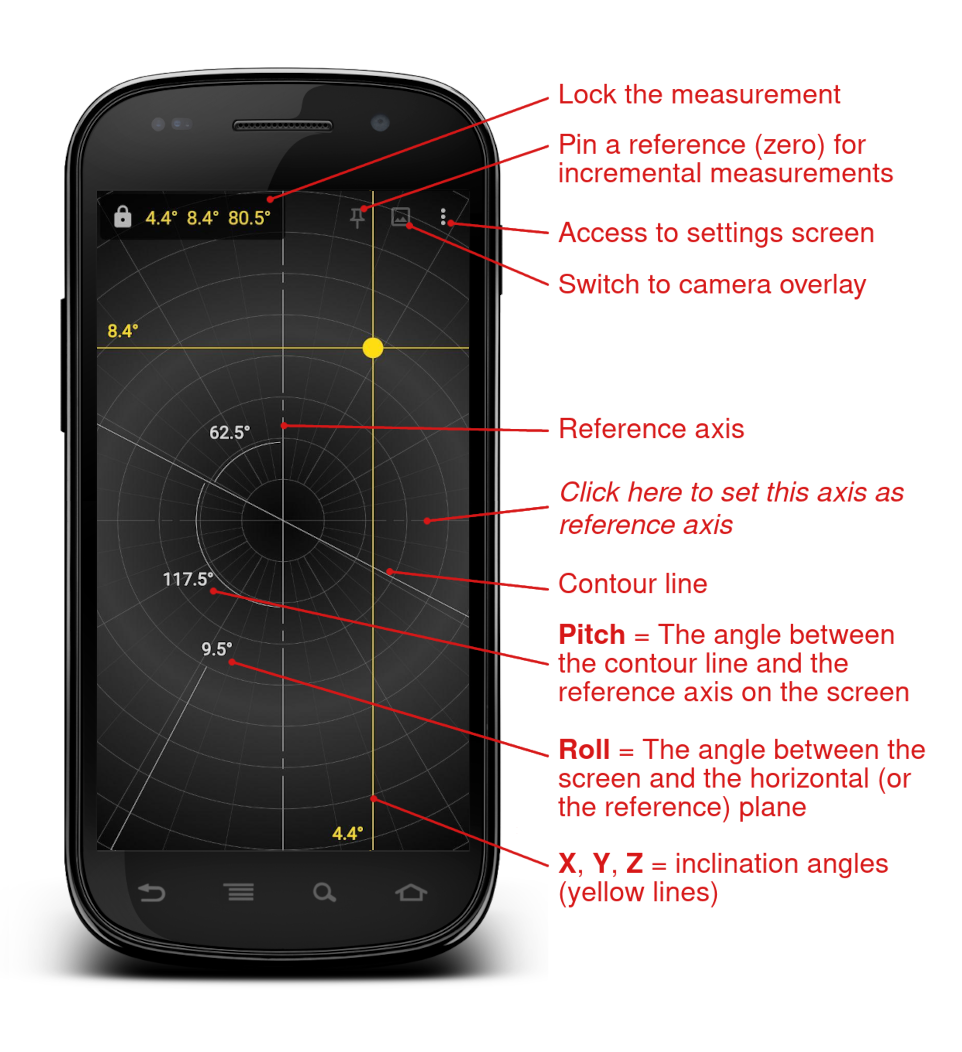 Lock the measurement
Pin a reference (zero) for
incremental measurements
4.4° 8.4° 80.5°
Access to settings screen
Switch to camera overlay
8.4°
62.5°
Reference axis
Click here to set this axis as
reference axis
117.5°
Contour line
Pitch = The angle between
the contour line and the
reference axis on the screen
9.5°
Roll = The angle between the
screen and the horizontal (or
the reference) plane
4.4°
X, Y, Z = inclination angles
(yellow lines)